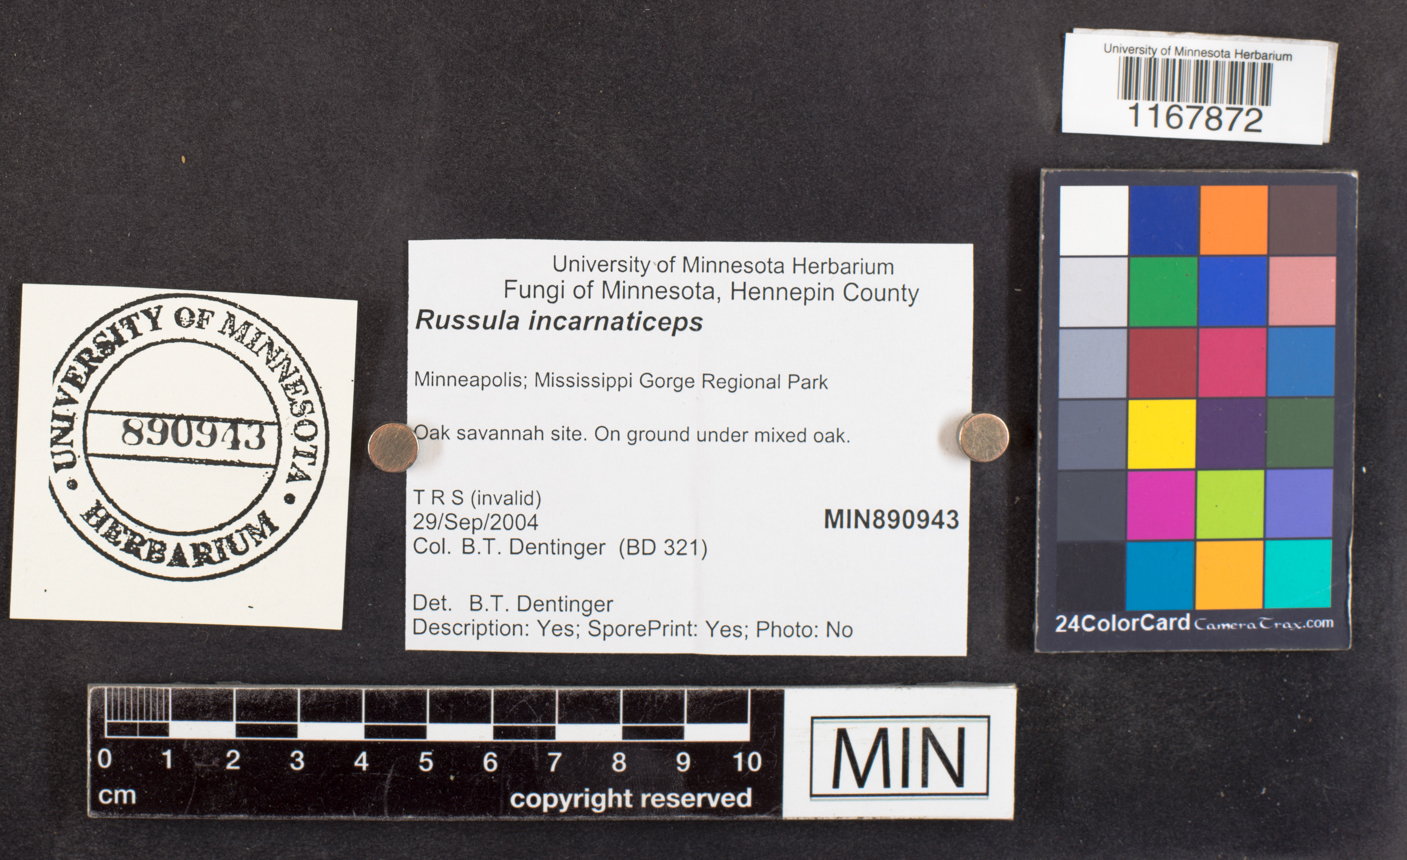 University of Minnesota Herbarium
1167872
University of Minnesota Herbarium
Fungi of Minnesota, Hennepin County
Russula incarnaticeps
Minneapolis; Mississippi Gorge Regional Park
Oak savannah site. On ground under mixed oak.
T R S (invalid)
29/Sep/2004
MIN890943
Col. B.T. Dentinger (BD 321)
Det. B.T. Dentinger
Description: Yes; SporePrint: Yes; Photo: No
UNIVERSITY OF MINNESOTA
890943
HERBARIUM
24ColorCard CameraTrax.com
0 1 2 3 4 5 6 7 8 9 10
cm
copyright reserved
MIN